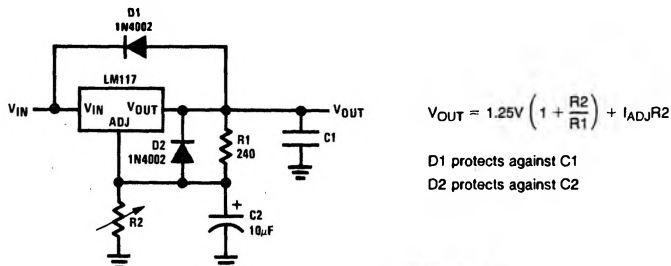 D1
1N4002
LM117
VIN
VIN VOUT
ADJ
VOUT
D2
1N4002
R1
240
C1
R2
+
C2
10μF
VOUT = 1.25V (1 + R2/R1) + IADJR2
D1 protects against C1
D2 protects against C2